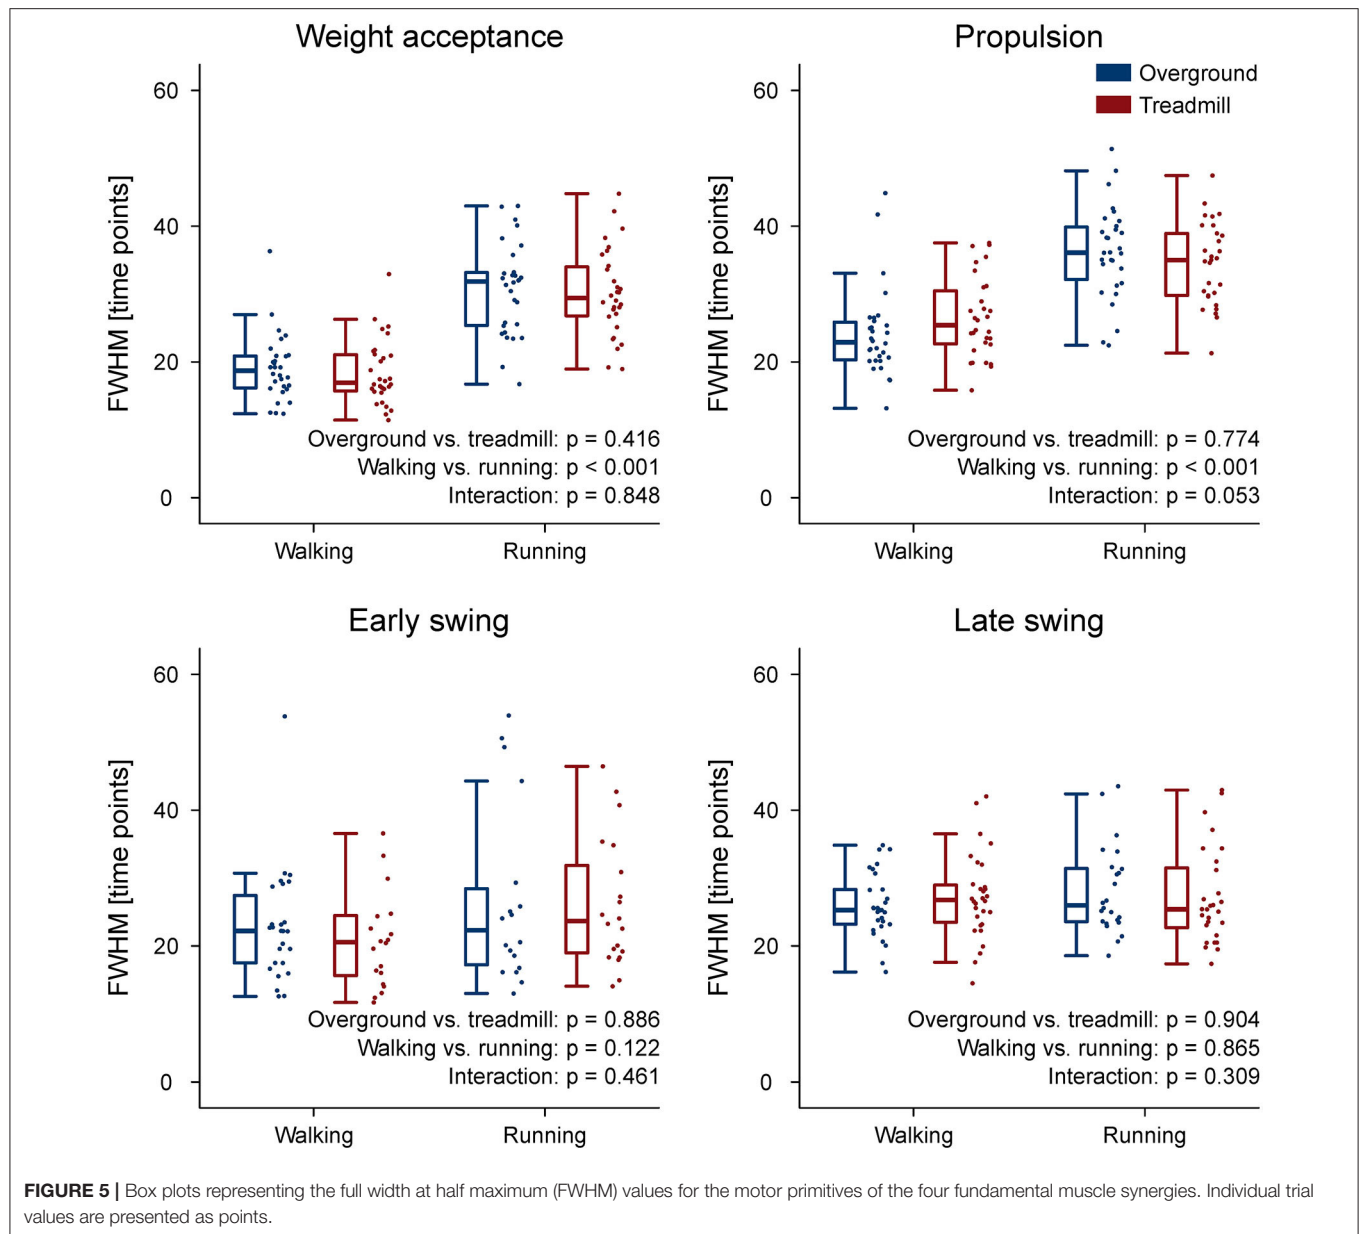 Weight acceptance
60
40
20
0
FWHM [time points]
Overground vs. treadmill: p = 0.416
Walking vs. running: p < 0.001
Interaction: p = 0.848
Walking Running
Propulsion
Overground
Treadmill
60
40
20
0
FWHM [time points]
Overground vs. treadmill: p = 0.774
Walking vs. running: p < 0.001
Interaction: p = 0.053
Walking Running
Early swing
60
40
20
0
FWHM [time points]
Overground vs. treadmill: p = 0.886
Walking vs. running: p = 0.122
Interaction: p = 0.461
Walking Running
Late swing
60
40
20
0
FWHM [time points]
Overground vs. treadmill: p = 0.904
Walking vs. running: p = 0.865
Interaction: p = 0.309
Walking Running
FIGURE 5 | Box plots representing the full width at half maximum (FWHM) values for the motor primitives of the four fundamental muscle synergies. Individual trial
values are presented as points.